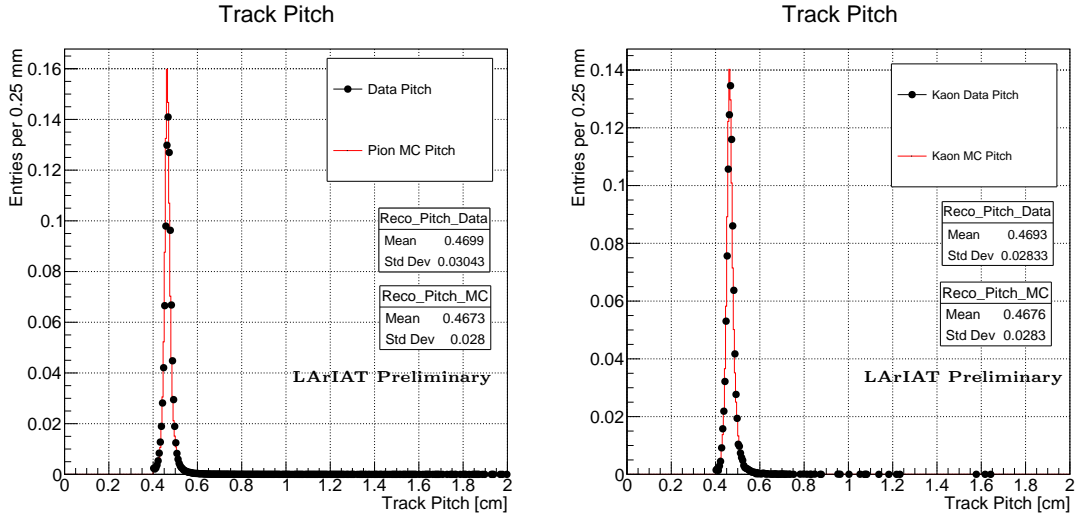 Track Pitch
Entries per 0.25 mm
0.16
0.14
0.12
0.1
0.08
0.06
0.04
0.02
0
Data Pitch
Pion MC Pitch
Reco_Pitch_Data
Mean 0.4699
Std Dev 0.03043
Reco_Pitch_MC
Mean 0.4673
Std Dev 0.028
LArIAT Preliminary
0 0.2 0.4 0.6 0.8 1 1.2 1.4 1.6 1.8 2
Track Pitch [cm]
Track Pitch
Entries per 0.25 mm
0.14
0.12
0.1
0.08
0.06
0.04
0.02
0
Kaon Data Pitch
Kaon MC Pitch
Reco_Pitch_Data
Mean 0.4693
Std Dev 0.02833
Reco_Pitch_MC
Mean 0.4676
Std Dev 0.0283
LArIAT Preliminary
0 0.2 0.4 0.6 0.8 1 1.2 1.4 1.6 1.8 2
Track Pitch [cm]